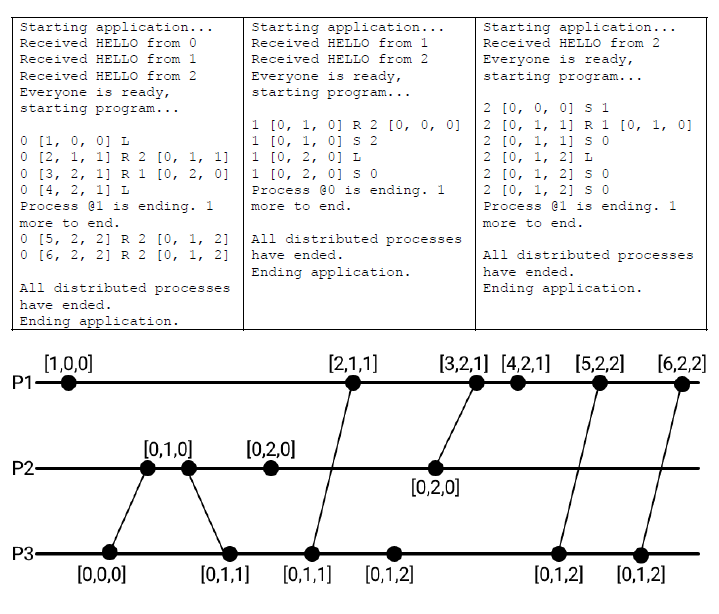 Starting application...
Received HELLO from 0
Received HELLO from 1
Received HELLO from 2
Everyone is ready,
starting program...
0 [1, 0, 0] L
0 [2, 1, 1] R 2 [0, 1, 1]
0 [3, 2, 1] R 1 [0, 2, 0]
0 [4, 2, 1] L
Process @1 is ending. 1
more to end.
0 [5, 2, 2] R 2 [0, 1, 2]
0 [6, 2, 2] R 2 [0, 1, 2]
All distributed processes
have ended.
Ending application.
Starting application...
Received HELLO from 1
Received HELLO from 2
Everyone is ready,
starting program...
1 [0, 1, 0] R 2 [0, 0, 0]
1 [0, 1, 0] S 2
1 [0, 2, 0] L
1 [0, 2, 0] S 0
Process @0 is ending. 1
more to end.
All distributed processes
have ended.
Ending application.
Starting application...
Received HELLO from 2
Everyone is ready,
starting program...
2 [0, 0, 0] S 1
2 [0, 1, 1] R 1 [0, 1, 0]
2 [0, 1, 1] S 0
2 [0, 1, 2] L
2 [0, 1, 2] S 0
2 [0, 1, 2] S 0
Process @1 is ending. 1
more to end.
All distributed processes
have ended.
Ending application.
[1,0,0] [2,1,1] [3,2,1] [4,2,1] [5,2,2] [6,2,2]
P1
[0,1,0] [0,2,0]
P2
[0,2,0]
P3
[0,0,0] [0,1,1] [0,1,1] [0,1,2] [0,1,2] [0,1,2]